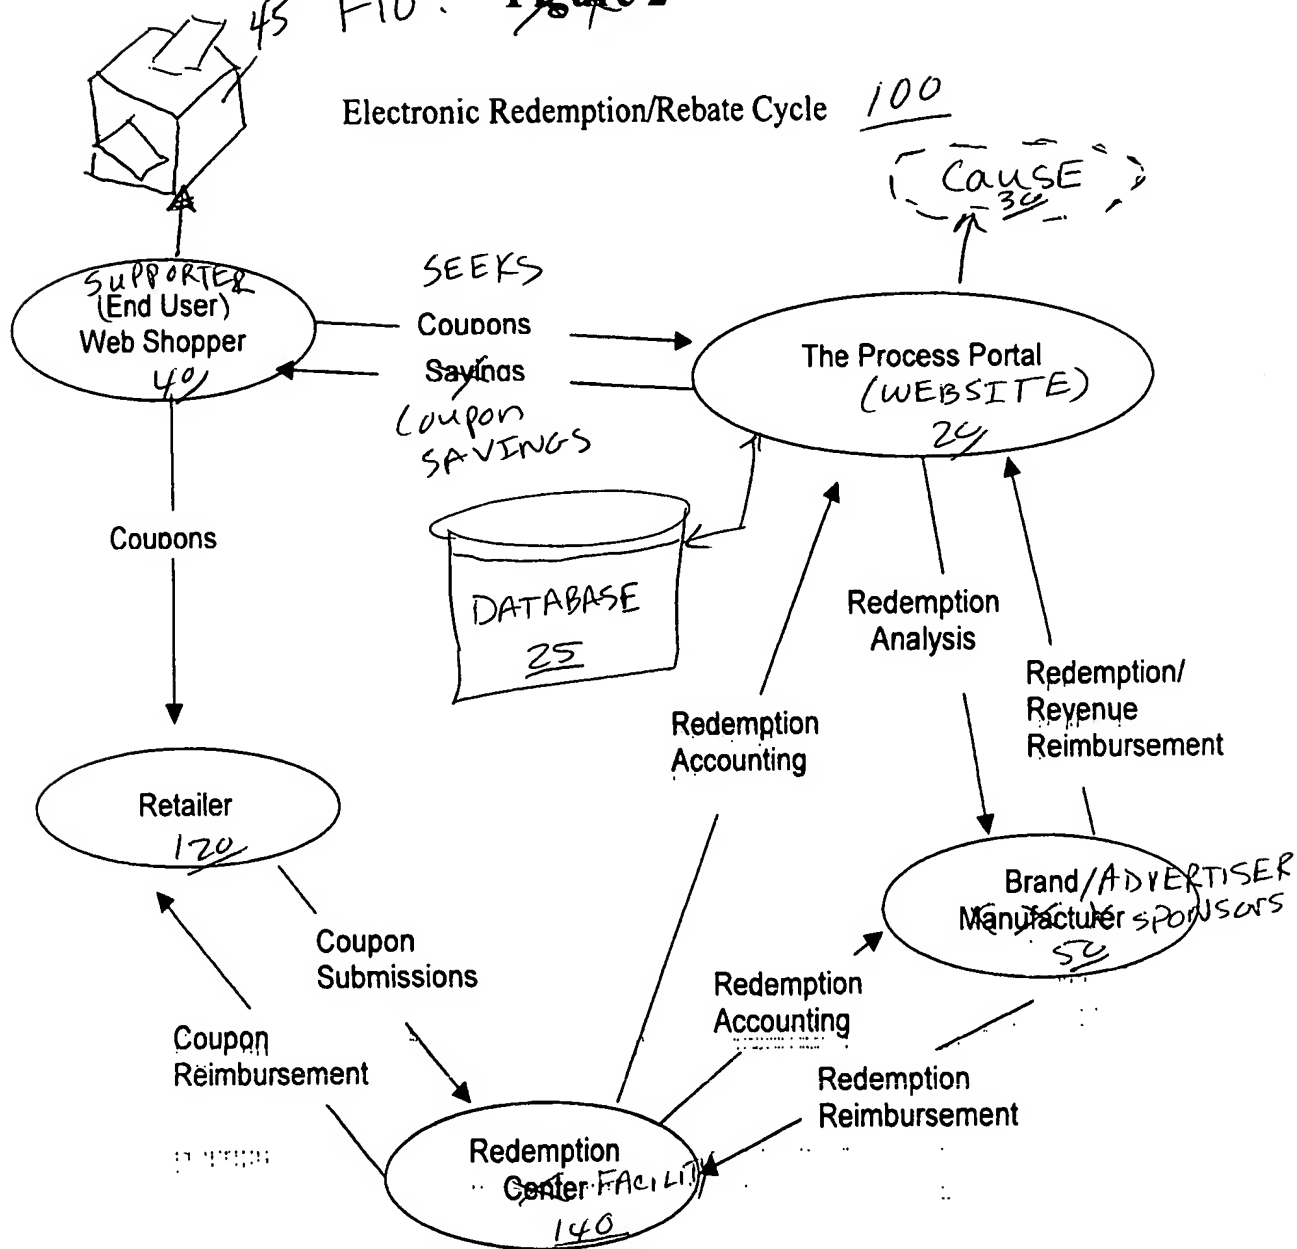 45 FIG. Figure 2
Electronic Redemption/Rebate Cycle 100
CAUSE
30
SUPPORTER
(End User)
Web Shopper
40
SEEKS
Coupons
Savings
Coupon
SAVINGS
The Process Portal
(WEBSITE)
20
Coupons
DATABASE
25
Redemption
Analysis
Redemption/
Revenue
Reimbursement
Redemption
Accounting
Retailer
120
Brand/ADVERTISER
Manufacturer SPONSORS
50
Coupon
Submissions
Redemption
Accounting
Coupon
Reimbursement
Redemption
Reimbursement
Redemption
Center FACILITY
140